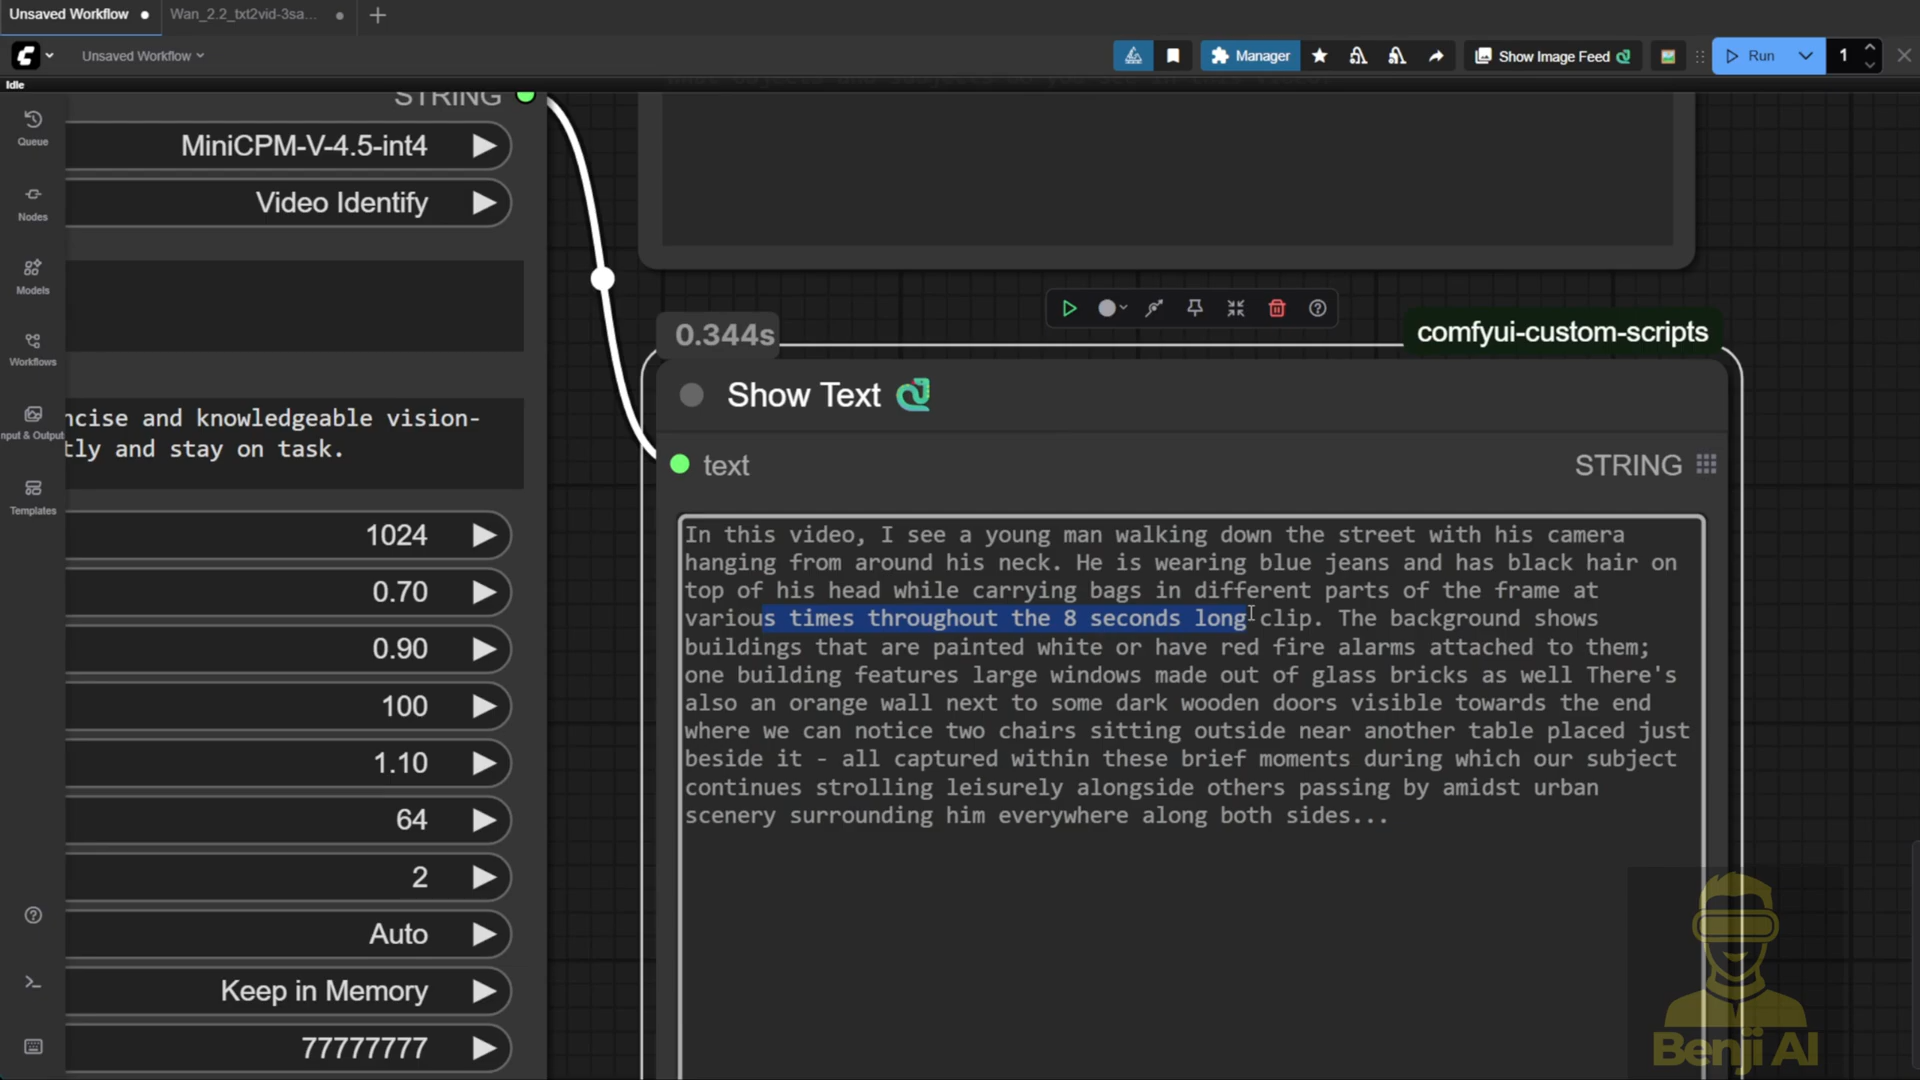 Unsaved Workflow
Wan_2.2_txt2vid-3sa...
Unsaved Workflow
Manager
Show Image Feed
Run
1
Idle
STRING
Queue
MiniCPM-V-4.5-int4
Nodes
Video Identify
Models
0.344s
comfyui-custom-scripts
Workflows
Show Text
ncise and knowledgeable vision-
tly and stay on task.
nput & Output
text
STRING
Templates
1024
In this video, I see a young man walking down the street with his camera
hanging from around his neck. He is wearing blue jeans and has black hair on
top of his head while carrying bags in different parts of the frame at
various times throughout the 8 seconds long clip. The background shows
buildings that are painted white or have red fire alarms attached to them;
one building features large windows made out of glass bricks as well There's
also an orange wall next to some dark wooden doors visible towards the end
where we can notice two chairs sitting outside near another table placed just
beside it - all captured within these brief moments during which our subject
continues strolling leisurely alongside others passing by amidst urban
scenery surrounding him everywhere along both sides...
0.70
0.90
100
1.10
64
2
Auto
Keep in Memory
77777777
Benji AI